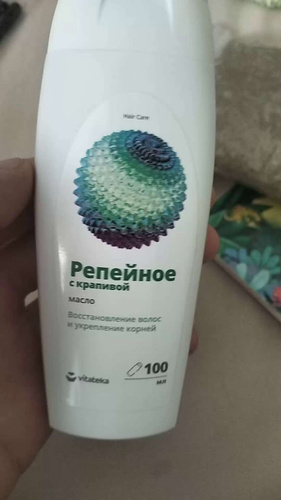 Hair Care
Репейное
с крапивой
масло
Восстановление волос
и укрепление корней
vitateka
100
мл